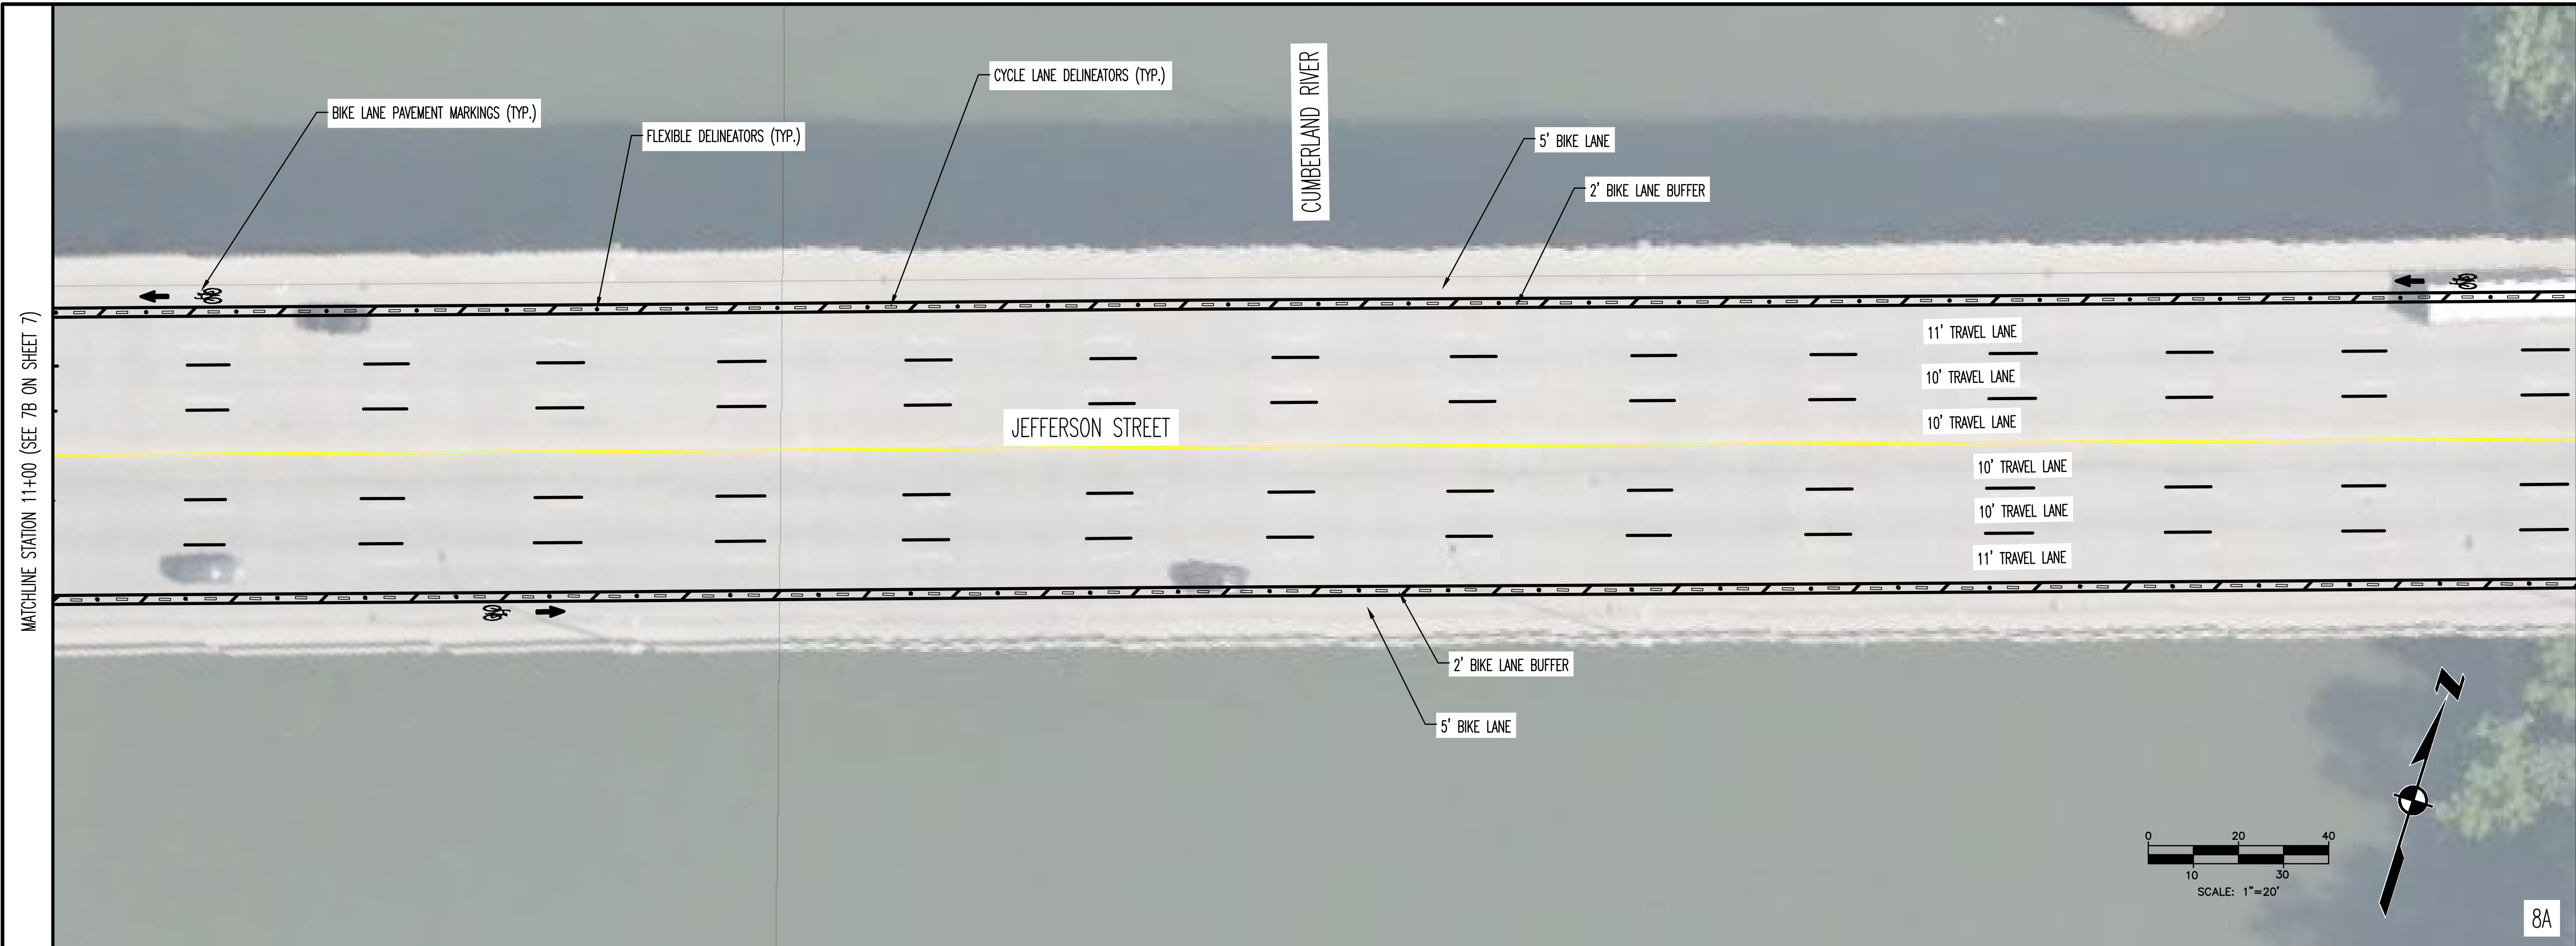 CYCLE LANE DELINEATORS (TYP.)
BIKE LANE PAVEMENT MARKINGS (TYP.)
FLEXIBLE DELINEATORS (TYP.)
CUMBERLAND RIVER
5' BIKE LANE
2' BIKE LANE BUFFER
MATCHLINE STATION 11+00 (SEE 7B ON SHEET 7)
11' TRAVEL LANE
10' TRAVEL LANE
10' TRAVEL LANE
JEFFERSON STREET
10' TRAVEL LANE
10' TRAVEL LANE
11' TRAVEL LANE
2' BIKE LANE BUFFER
5' BIKE LANE
N
0 20 40
10 30
SCALE: 1"=20'
8A